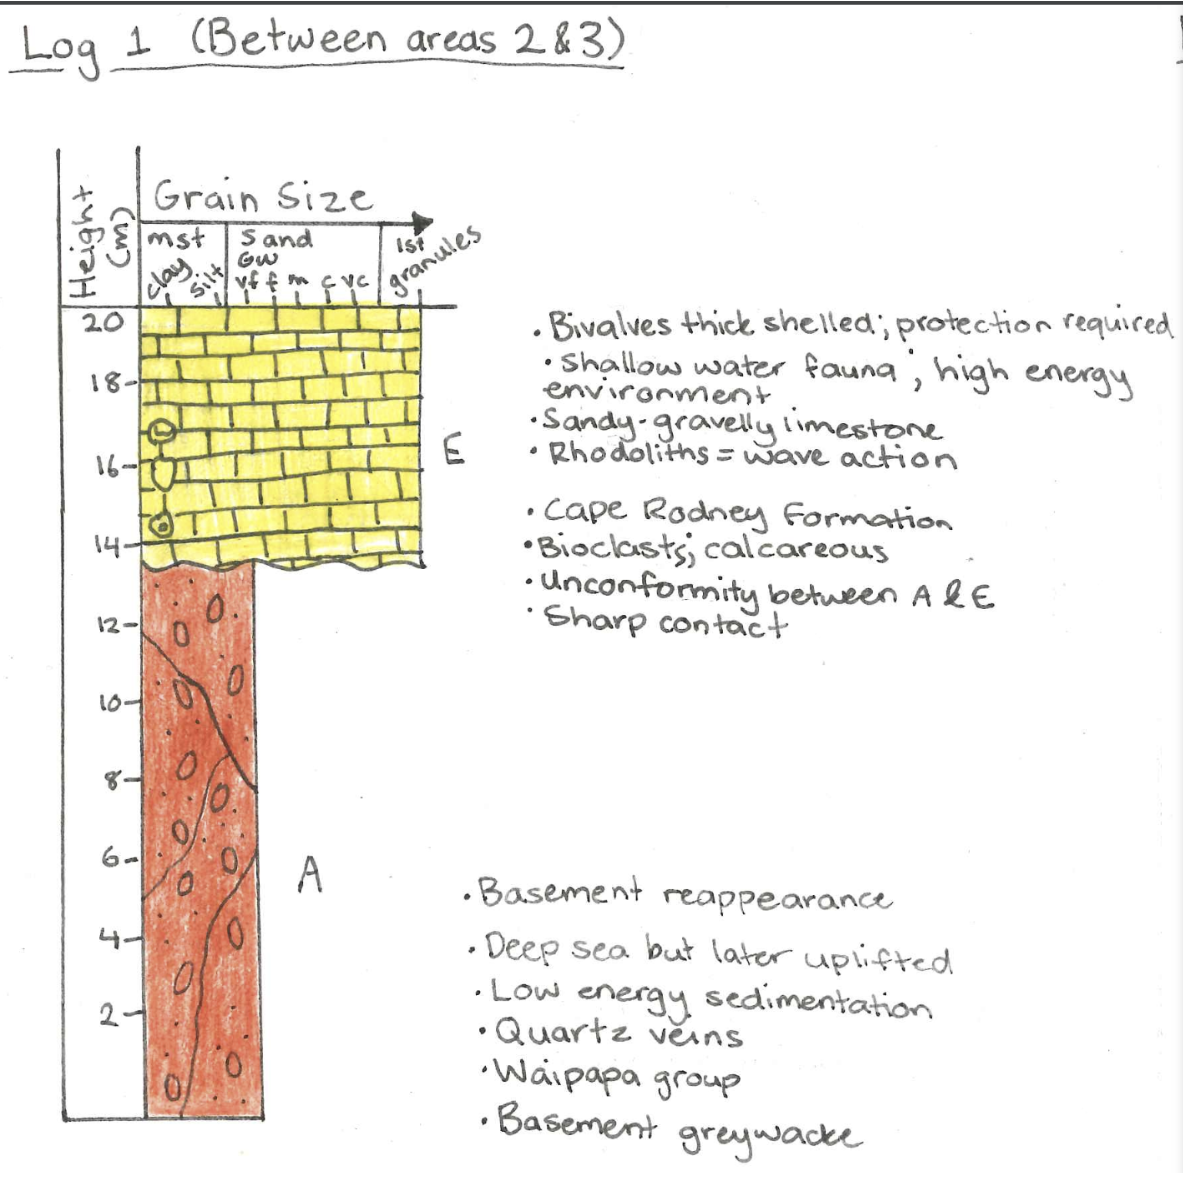 Log 1 (Between areas 2&3)
Height (m)
Grain Size
mst
clay
silt
Sand
GW
vf f m c vc
lst
granules
20
18
16
14
12
10
8
6
4
2
E
A
• Bivalves thick shelled; protection required
• Shallow water fauna; high energy
environment
• Sandy-gravelly limestone
• Rhodoliths = wave action
• Cape Rodney Formation
• Bioclasts; calcareous
• Unconformity between A & E
• Sharp contact
• Basement reappearance
• Deep sea but later uplifted
• Low energy sedimentation
• Quartz veins
• Waipapa group
• Basement greywacke